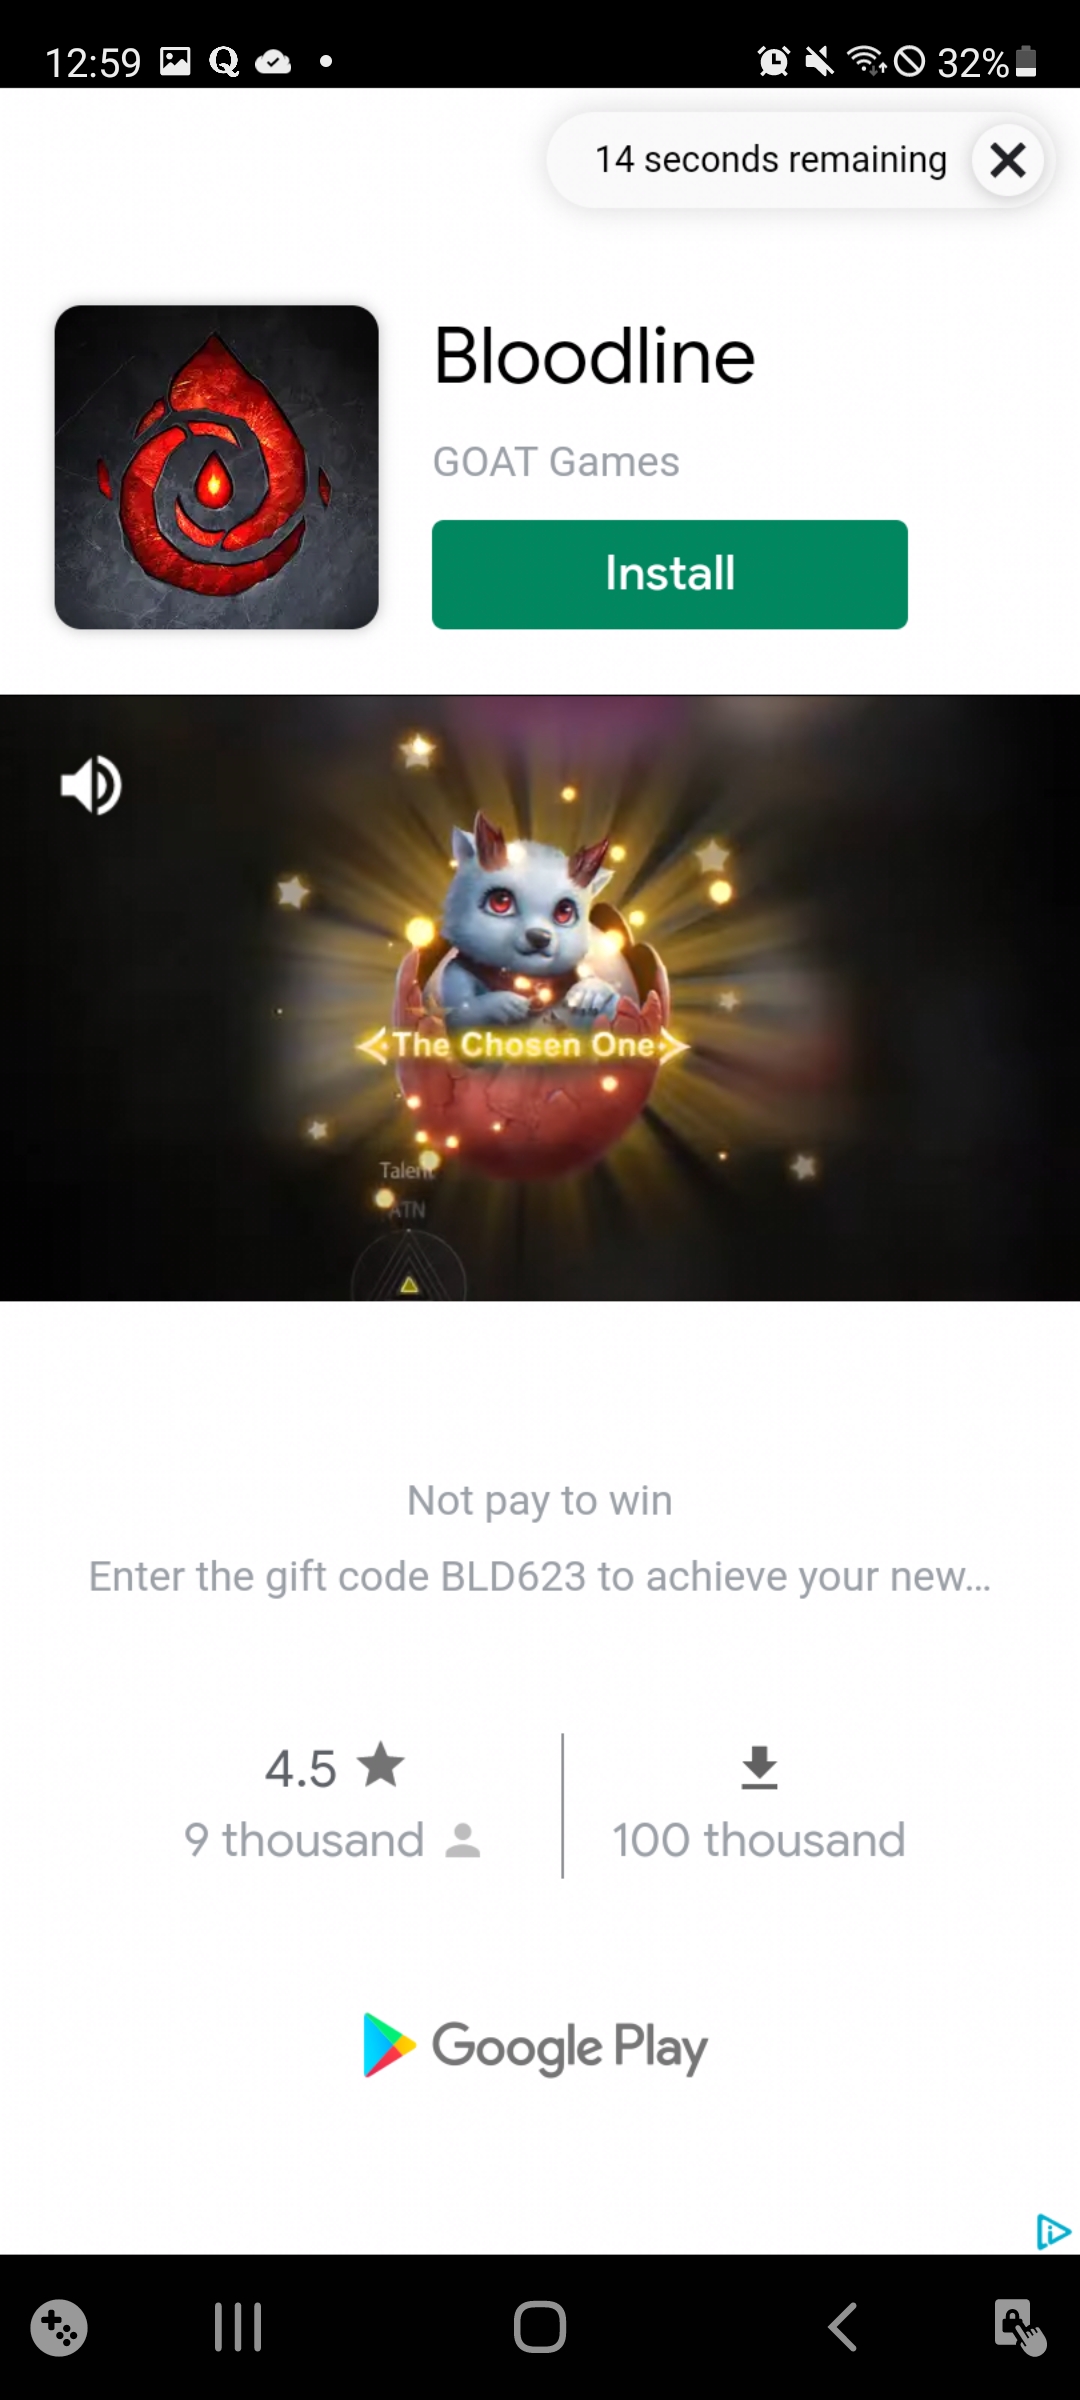 12:59 Q 32%
14 seconds remaining
Bloodline
GOAT Games
Install
The Chosen One
Talent
ATN
Not pay to win
Enter the gift code BLD623 to achieve your new...
4.5
9 thousand
100 thousand
Google Play